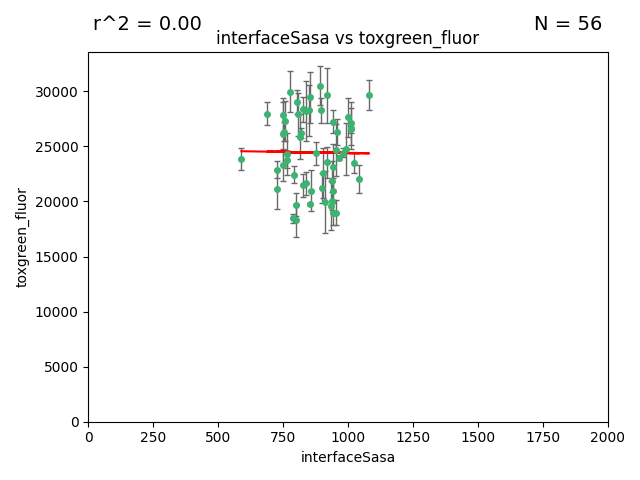 r^2 = 0.00
N = 56
interfaceSasa vs toxgreen_fluor
toxgreen_fluor
30000
25000
20000
15000
10000
5000
0
0 250 500 750 1000 1250 1500 1750 2000
interfaceSasa